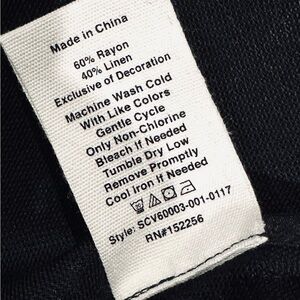 Made in China
60% Rayon
40% Linen
Exclusive of Decoration
Machine Wash Cold
With Like Colors
Gentle Cycle
Only Non-Chlorine
Bleach If Needed
Tumble Dry Low
Remove Promptly
Cool Iron If Needed
Style: SCV60003-001-0117
RN#152256